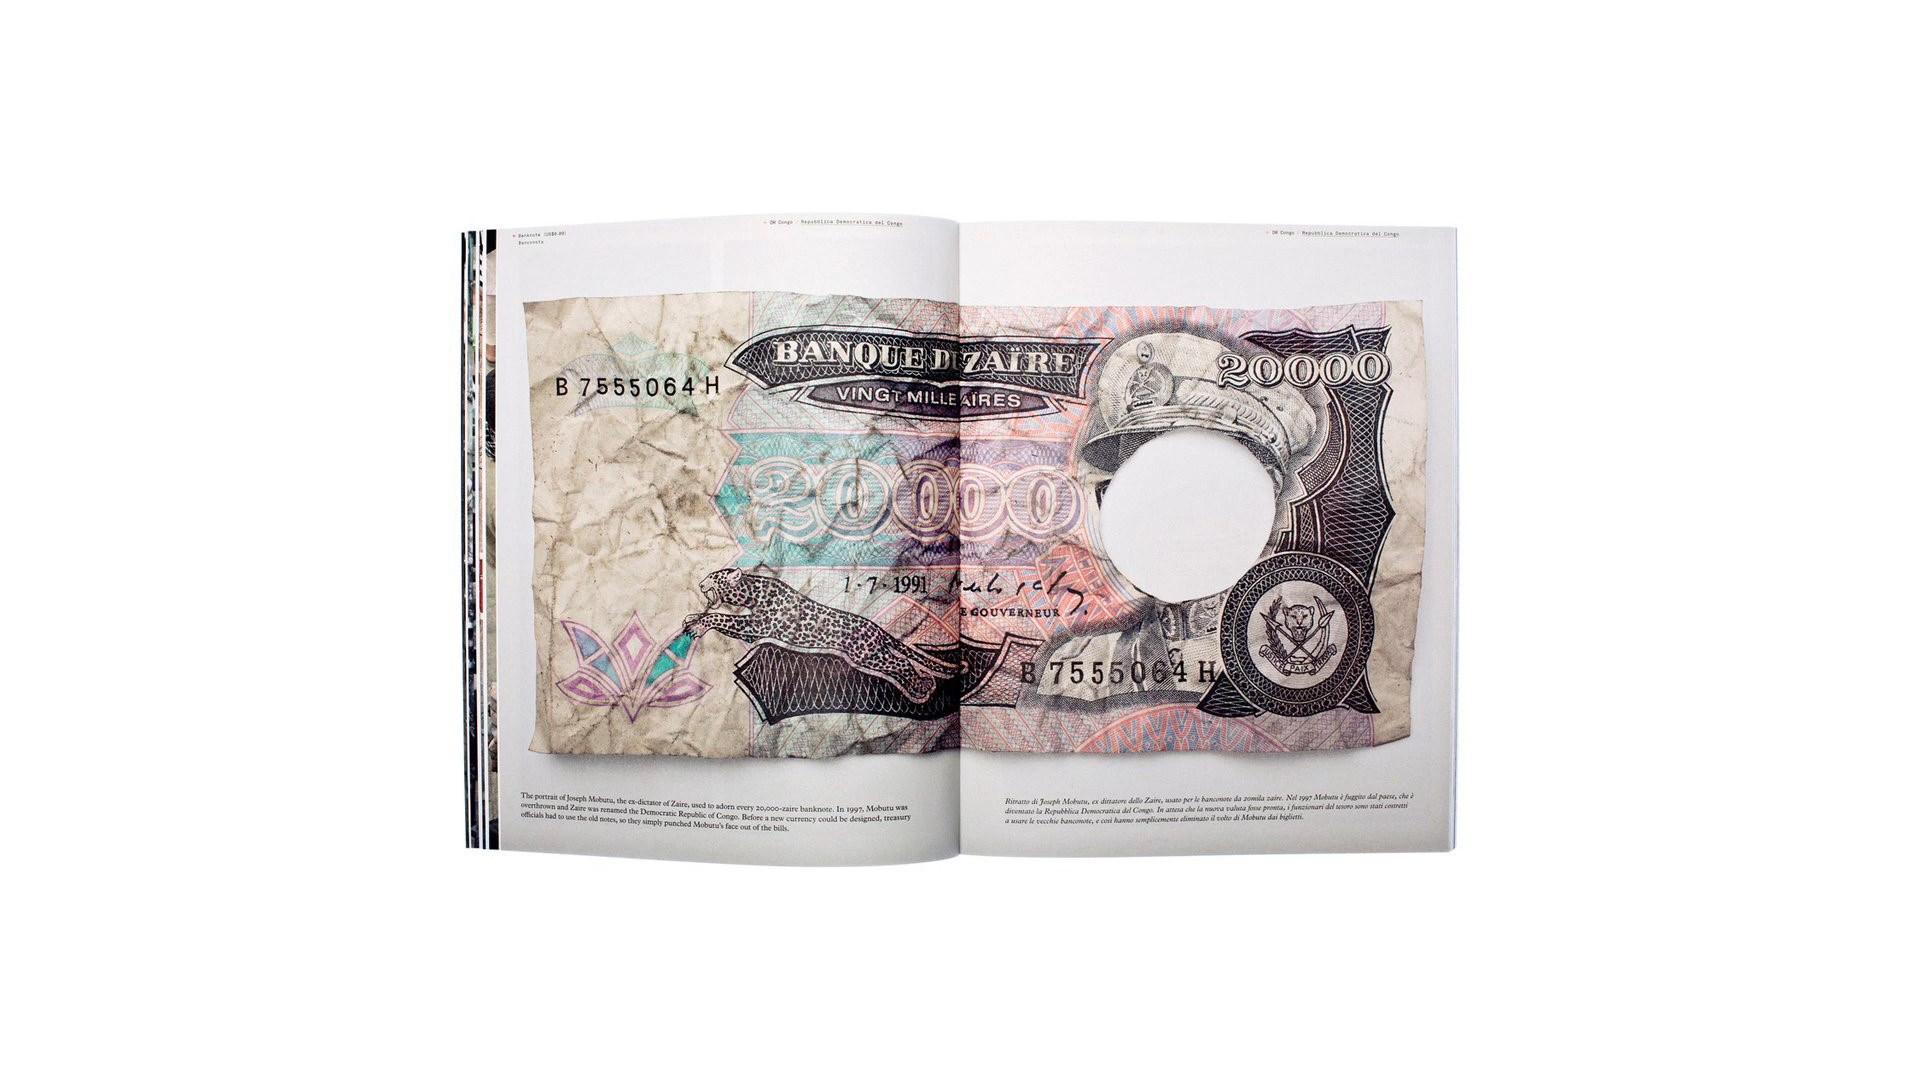 Banknote (US$0.00)
Banconota
DR Congo / Repubblica Democratica del Congo
DR Congo / Repubblica Democratica del Congo
BANQUE DU ZAÏRE
VINGT MILLE AÏRES
20000
B 7555064 H
20000
1·7·1991
E GOUVERNEUR
B 7555064 H
PAIX
The portrait of Joseph Mobutu, the ex-dictator of Zaire, used to adorn every 20,000-zaire banknote. In 1997, Mobutu was
overthrown and Zaire was renamed the Democratic Republic of Congo. Before a new currency could be designed, treasury
officials had to use the old notes, so they simply punched Mobutu's face out of the bills.
Ritratto di Joseph Mobutu, ex dittatore dello Zaire, usato per le banconote da 20mila zaire. Nel 1997 Mobutu è fuggito dal paese, che è
diventato la Repubblica Democratica del Congo. In attesa che la nuova valuta fosse pronta, i funzionari del tesoro sono stati costretti
a usare le vecchie banconote, e così hanno semplicemente eliminato il volto di Mobutu dai biglietti.